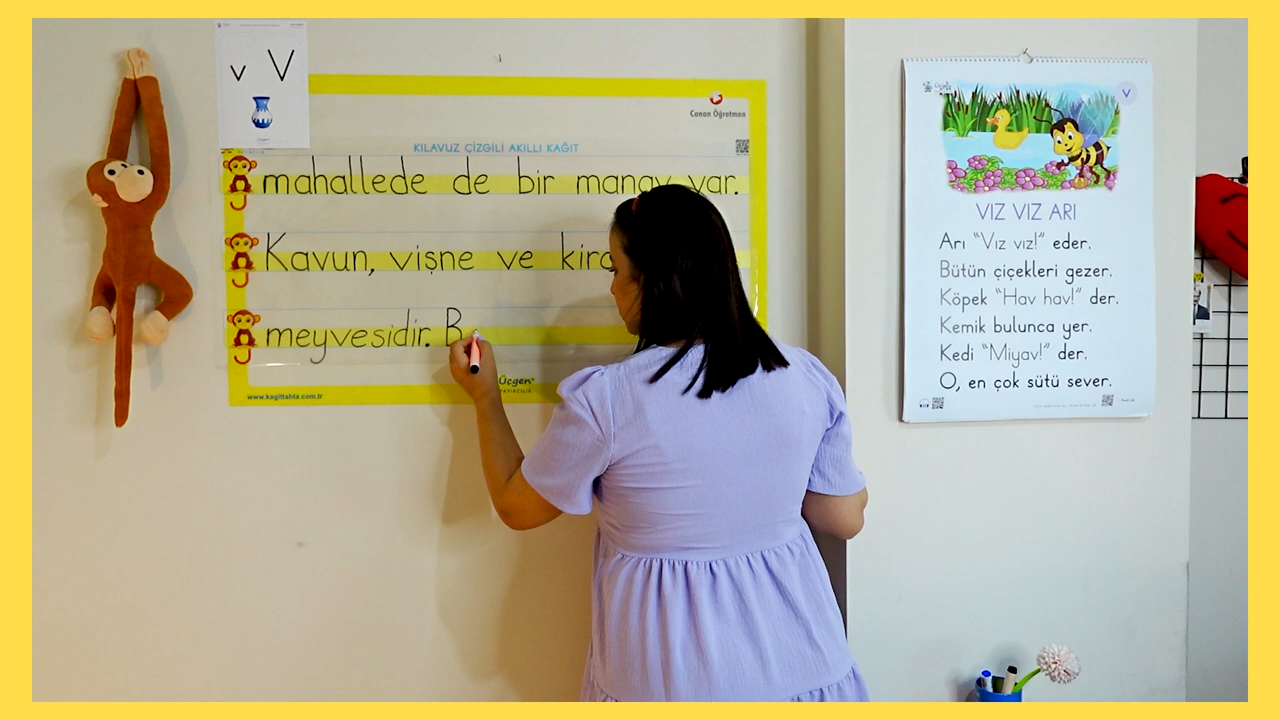 v V
Canan Öğretmen
KILAVUZ ÇİZGİLİ AKILLI KAĞIT
mahallede de bir manav var.
Kavun, vişne ve
meyvesidir. B
www.kagittahta.com.tr
Üçgen
YAYINCILIK
v
VIZ VIZ ARI
Arı “Vız vız!” eder.
Bütün çiçekleri gezer.
Köpek “Hav hav!” der.
Kemik bulunca yer.
Kedi “Miyav!” der.
O, en çok sütü sever.